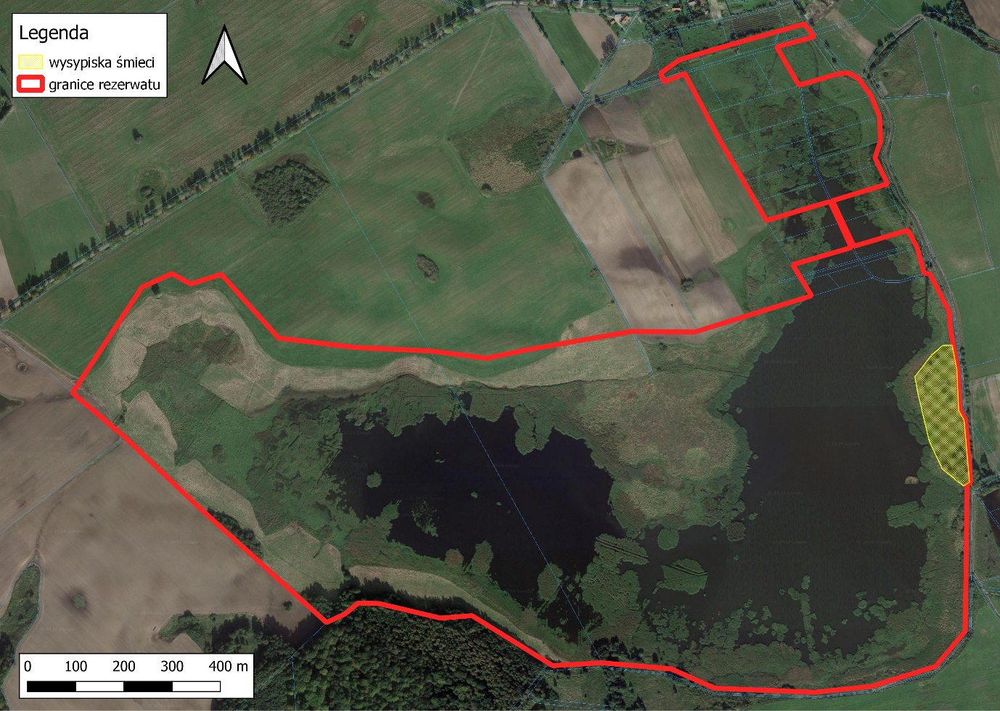 Legenda
wysypiska śmieci
granice rezerwatu
0 100 200 300 400 m